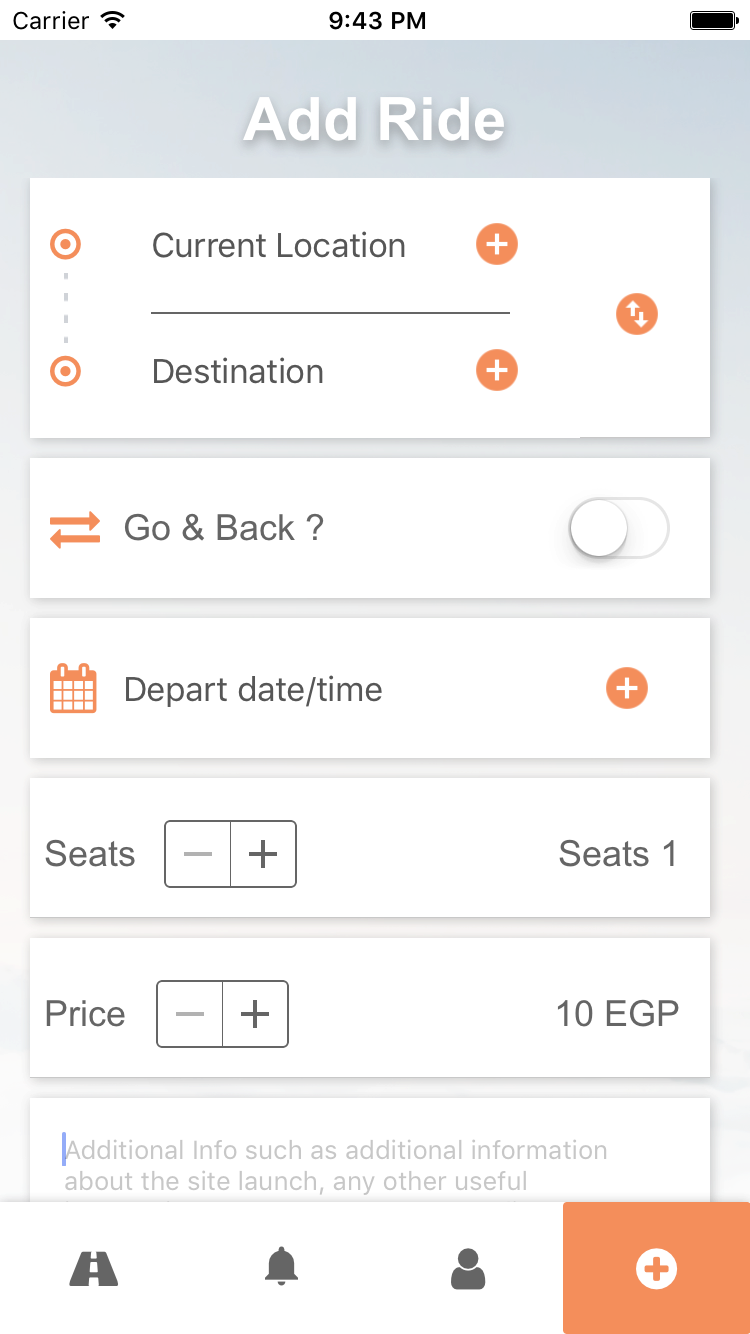 Carrier 9:43 PM
Add Ride
Current Location
Destination
Go & Back ?
Depart date/time
Seats Seats 1
Price 10 EGP
Additional Info such as additional information
about the site launch, any other useful